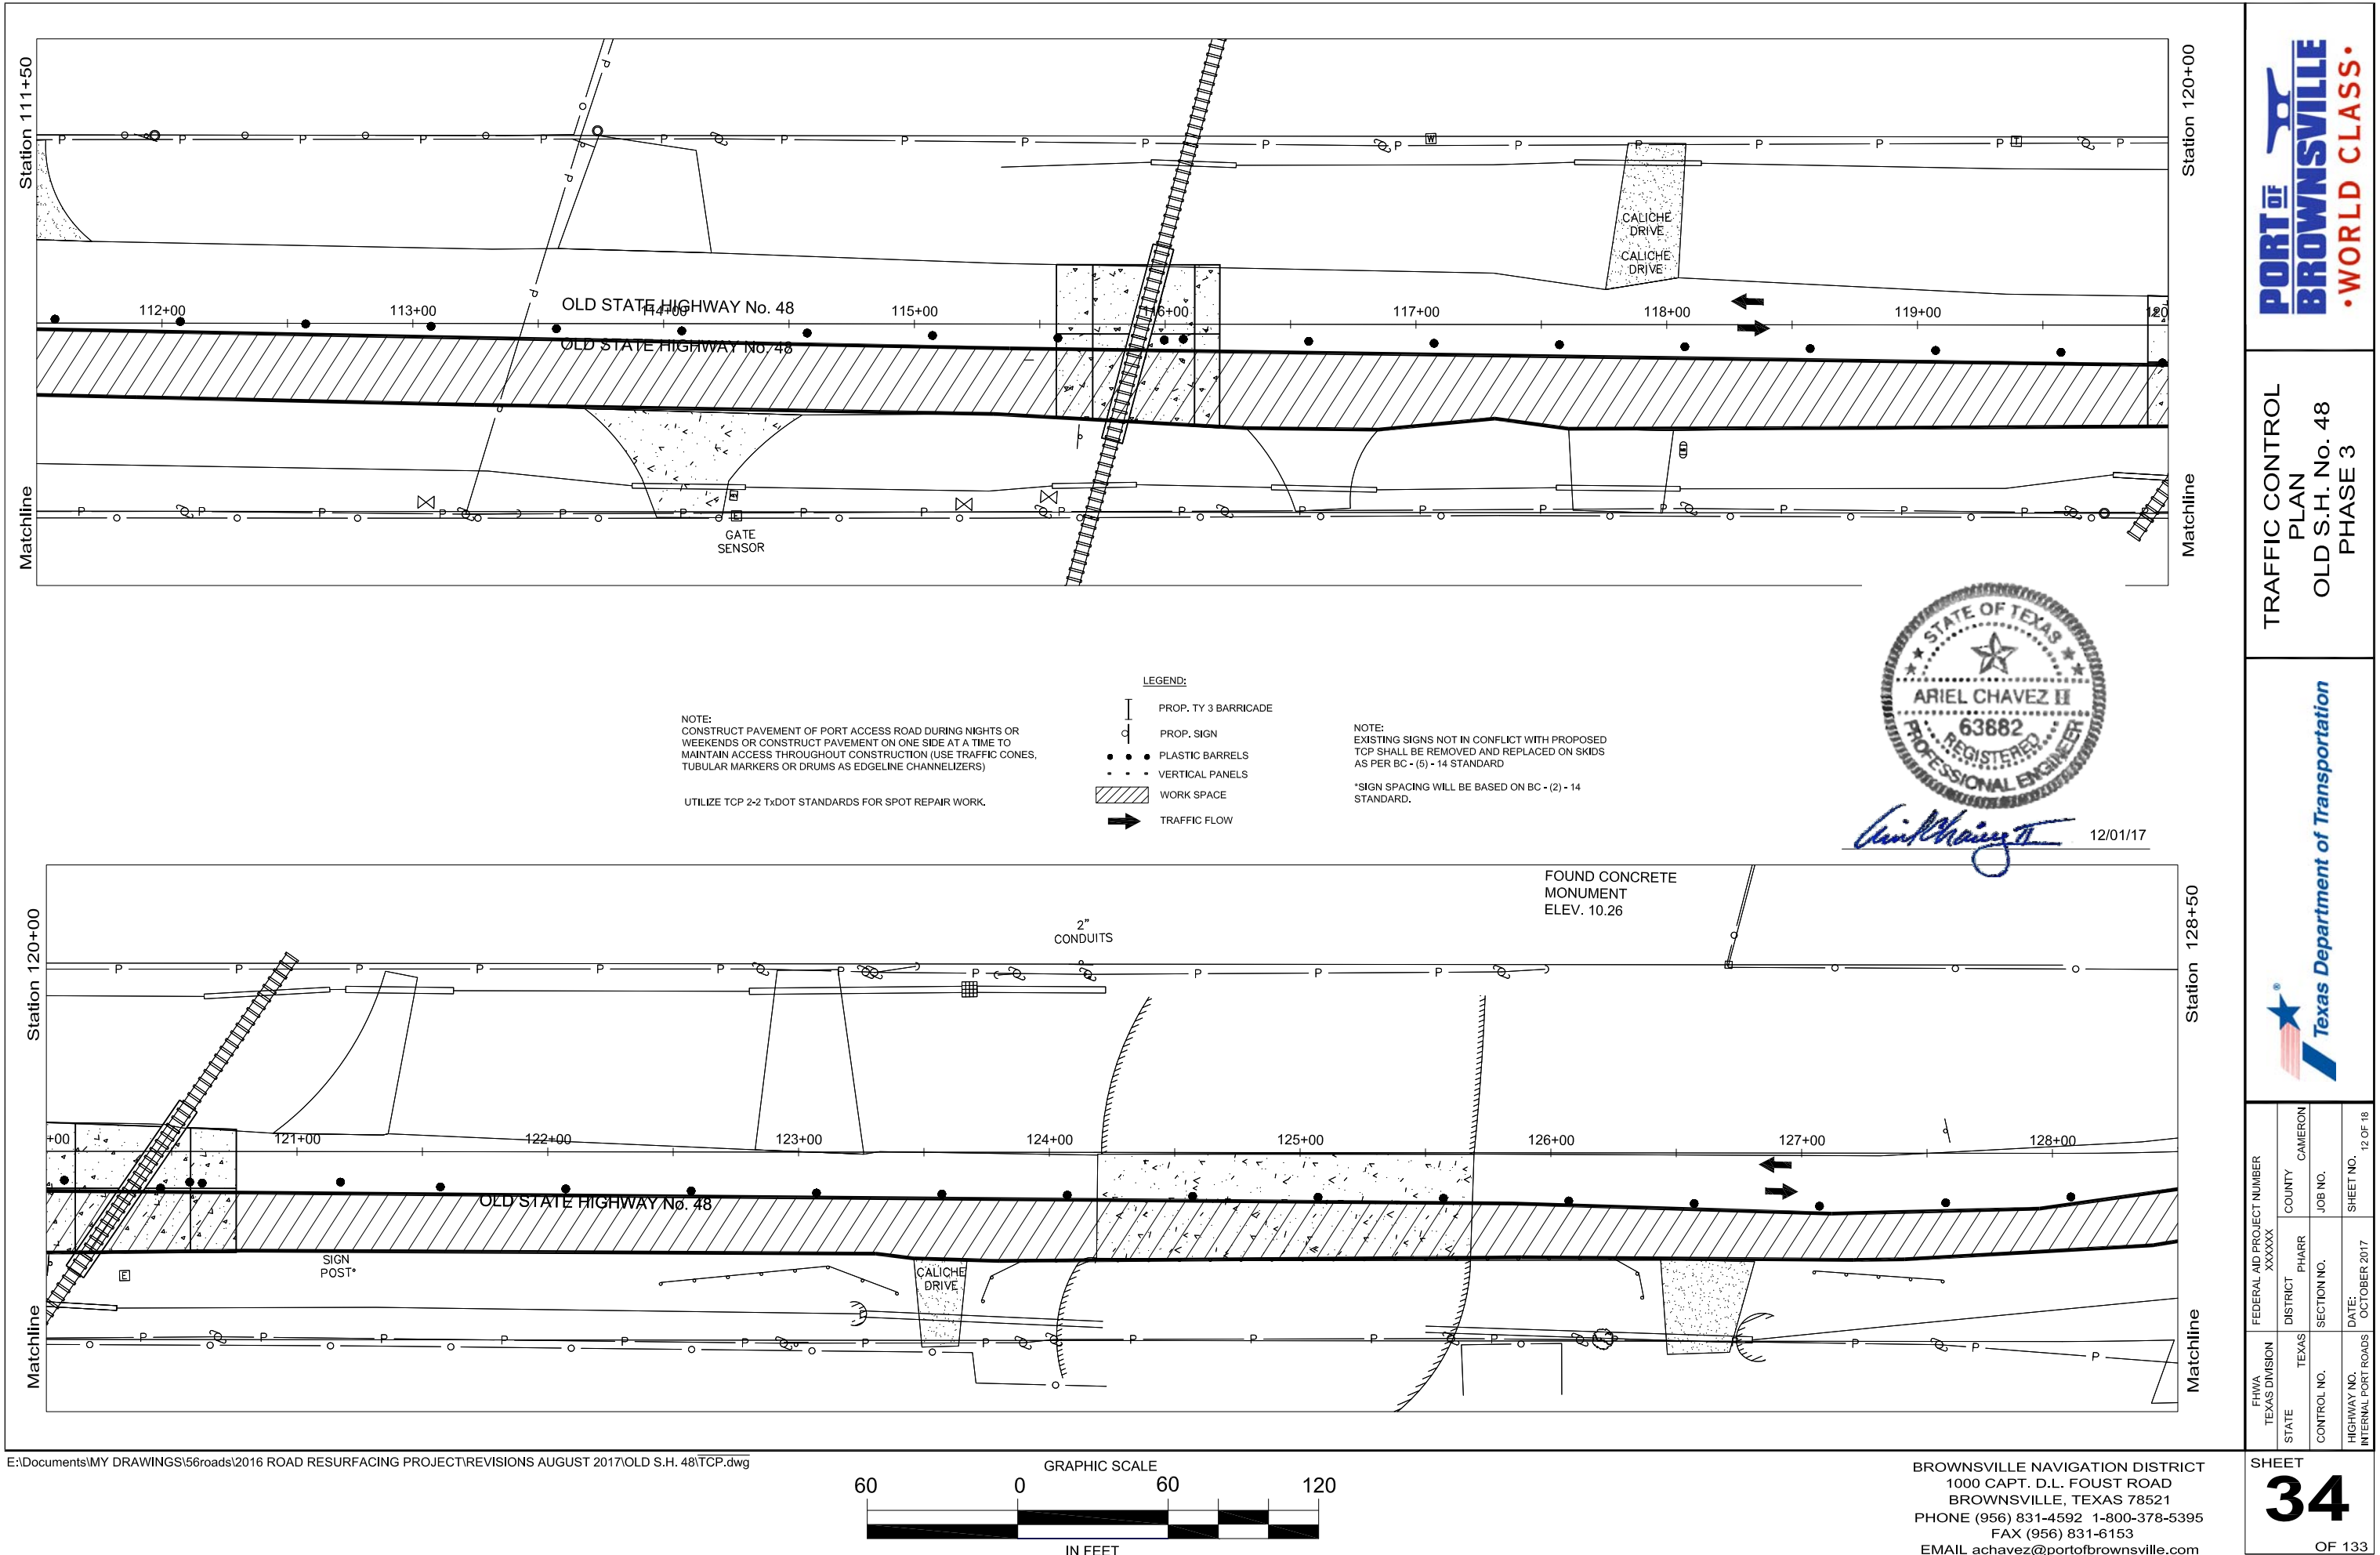 Station 111+50
Matchline
Station 120+00
Matchline
112+00
113+00
114+00
115+00
116+00
117+00
118+00
119+00
120
OLD STATE HIGHWAY No. 48
OLD STATE HIGHWAY No. 48
CALICHE
DRIVE
CALICHE
DRIVE
GATE
SENSOR
NOTE:
CONSTRUCT PAVEMENT OF PORT ACCESS ROAD DURING NIGHTS OR
WEEKENDS OR CONSTRUCT PAVEMENT ON ONE SIDE AT A TIME TO
MAINTAIN ACCESS THROUGHOUT CONSTRUCTION (USE TRAFFIC CONES,
TUBULAR MARKERS OR DRUMS AS EDGELINE CHANNELIZERS)
UTILIZE TCP 2-2 TxDOT STANDARDS FOR SPOT REPAIR WORK.
LEGEND:
PROP. TY 3 BARRICADE
PROP. SIGN
PLASTIC BARRELS
VERTICAL PANELS
WORK SPACE
TRAFFIC FLOW
NOTE:
EXISTING SIGNS NOT IN CONFLICT WITH PROPOSED
TCP SHALL BE REMOVED AND REPLACED ON SKIDS
AS PER BC - (5) - 14 STANDARD
*SIGN SPACING WILL BE BASED ON BC - (2) - 14
STANDARD.
STATE OF TEXAS
ARIEL CHAVEZ II
63882
REGISTERED
PROFESSIONAL ENGINEER
Ariel Chavez II
12/01/17
Station 120+00
Matchline
Station 128+50
Matchline
FOUND CONCRETE
MONUMENT
ELEV. 10.26
2"
CONDUITS
+00
121+00
122+00
123+00
124+00
125+00
126+00
127+00
128+00
OLD STATE HIGHWAY No. 48
SIGN
POST
E
CALICHE
DRIVE
E:\Documents\MY DRAWINGS\56roads\2016 ROAD RESURFACING PROJECT\REVISIONS AUGUST 2017\OLD S.H. 48\TCP.dwg
GRAPHIC SCALE
60 0 60 120
IN FEET
BROWNSVILLE NAVIGATION DISTRICT
1000 CAPT. D.L. FOUST ROAD
BROWNSVILLE, TEXAS 78521
PHONE (956) 831-4592 1-800-378-5395
FAX (956) 831-6153
EMAIL achavez@portofbrownsville.com
PORT OF
BROWNSVILLE
•WORLD CLASS•
TRAFFIC CONTROL
PLAN
OLD S.H. No. 48
PHASE 3
Texas Department of Transportation
FHWA
TEXAS DIVISION
FEDERAL AID PROJECT NUMBER
XXXXXX
STATE
TEXAS
DISTRICT
PHARR
COUNTY
CAMERON
CONTROL NO.
SECTION NO.
JOB NO.
HIGHWAY NO.
INTERNAL PORT ROADS
DATE:
OCTOBER 2017
SHEET NO.
12 OF 18
SHEET
34
OF 133